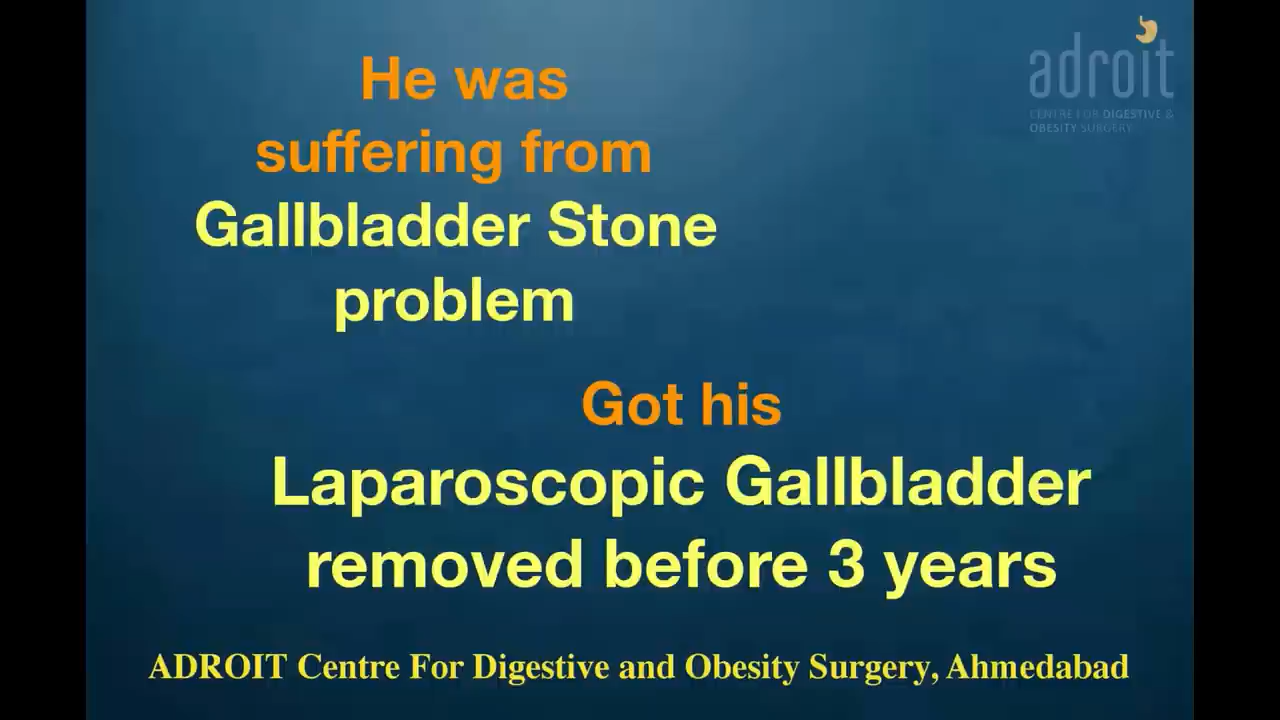 He was
suffering from
Gallbladder Stone
problem
Got his
Laparoscopic Gallbladder
removed before 3 years
ADROIT Centre For Digestive and Obesity Surgery, Ahmedabad
adroit
CENTRE FOR DIGESTIVE &
OBESITY SURGERY